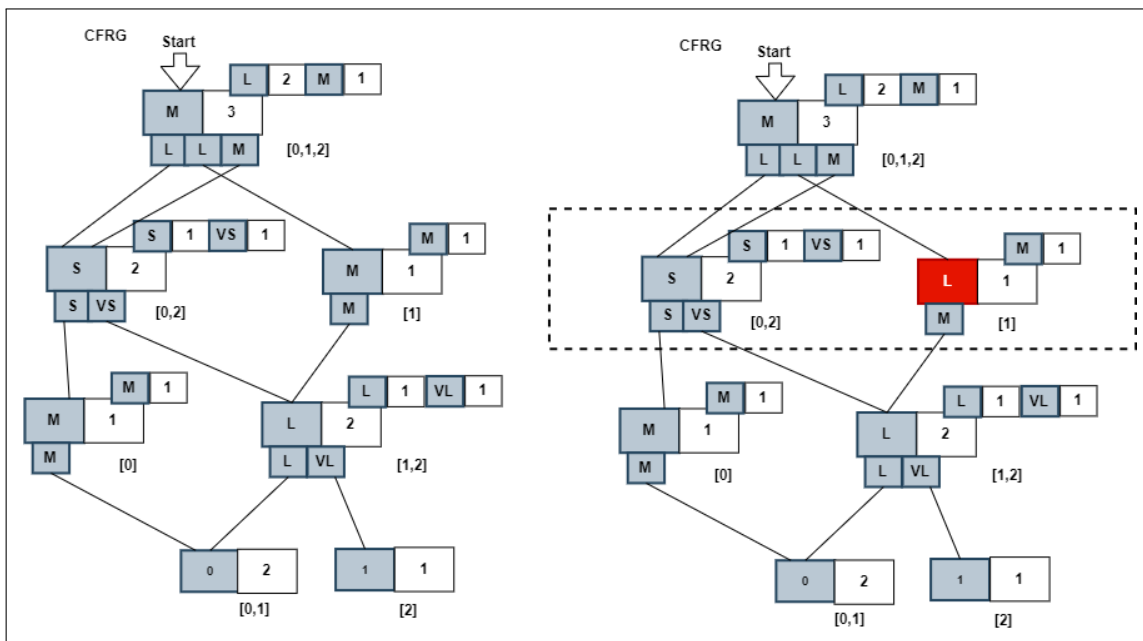 CFRG
Start
L 2 M 1
M 3
L L M
[0,1,2]
S 1 VS 1
S 2
S VS
[0,2]
M 1
M 1
M
[1]
M 1
M 1
M
[0]
L 1 VL 1
L 2
L VL
[1,2]
0 2
[0,1]
1 1
[2]
CFRG
Start
L 2 M 1
M 3
L L M
[0,1,2]
S 1 VS 1
S 2
S VS
[0,2]
M 1
L 1
M
[1]
M 1
M 1
M
[0]
L 1 VL 1
L 2
L VL
[1,2]
0 2
[0,1]
1 1
[2]